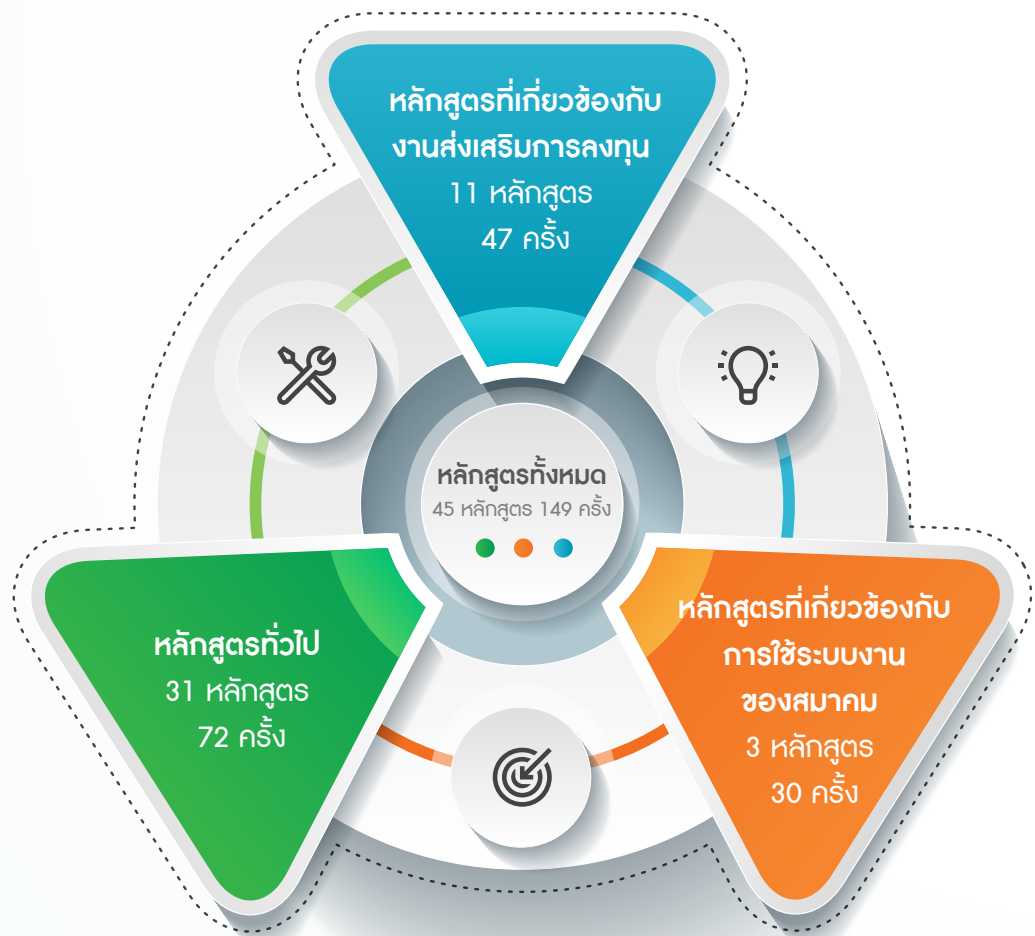 หลักสูตรที่เกี่ยวข้องกับ
งานส่งเสริมการลงทุน
11 หลักสูตร
47 ครั้ง
หลักสูตรทั้งหมด
45 หลักสูตร 149 ครั้ง
หลักสูตรทั่วไป
31 หลักสูตร
72 ครั้ง
หลักสูตรที่เกี่ยวข้องกับ
การใช้ระบบงาน
ของสมาคม
3 หลักสูตร
30 ครั้ง